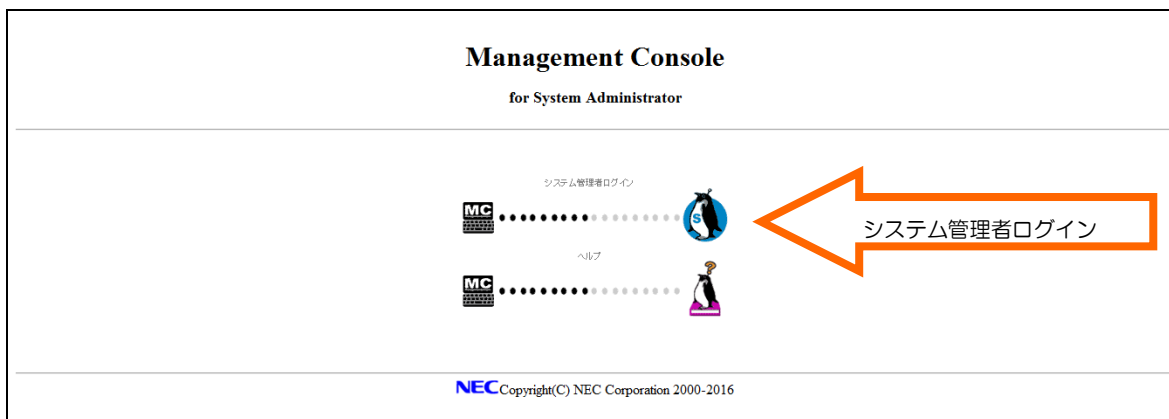 Management Console
for System Administrator
システム管理者ログイン
MC
S
システム管理者ログイン
ヘルプ
MC
?
NEC Copyright(C) NEC Corporation 2000-2016